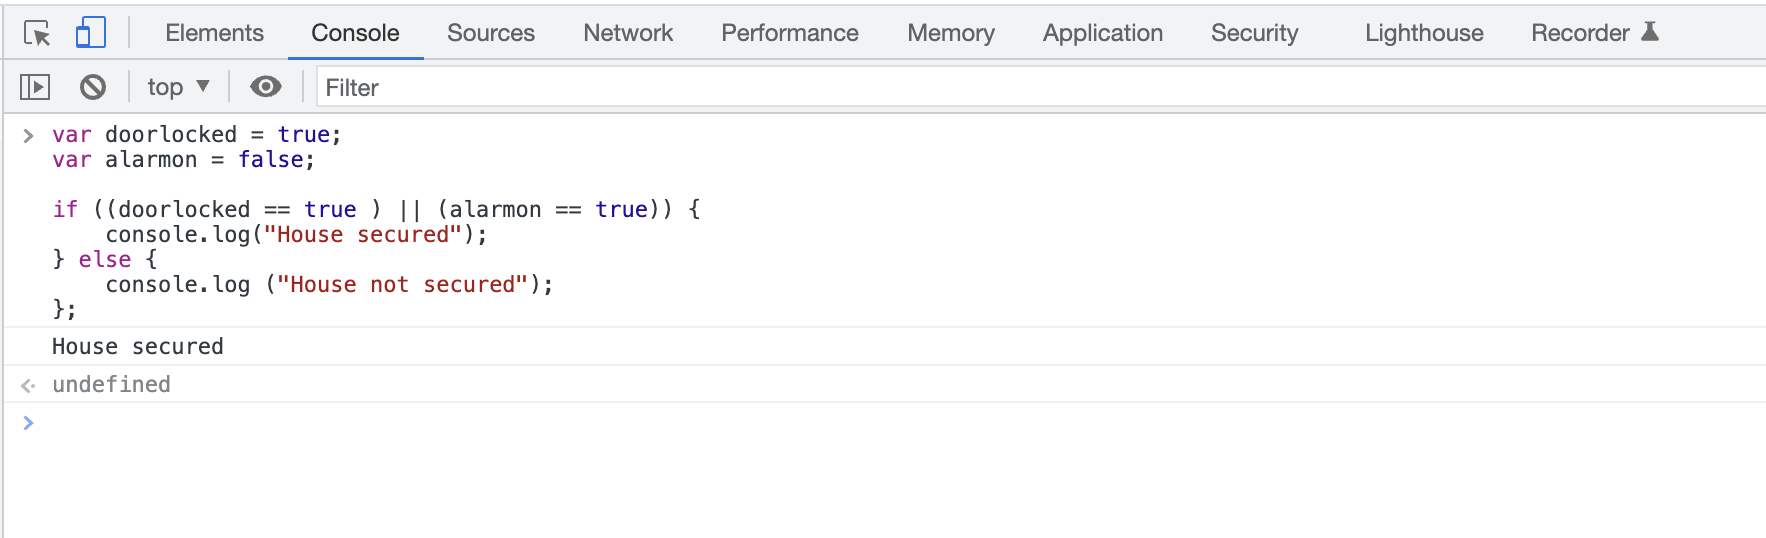 Elements Console Sources Network Performance Memory Application Security Lighthouse Recorder
top ▼ Filter
> var doorlocked = true;
var alarmon = false;
if ((doorlocked == true ) || (alarmon == true)) {
    console.log("House secured");
} else {
    console.log ("House not secured");
};
House secured
undefined
>